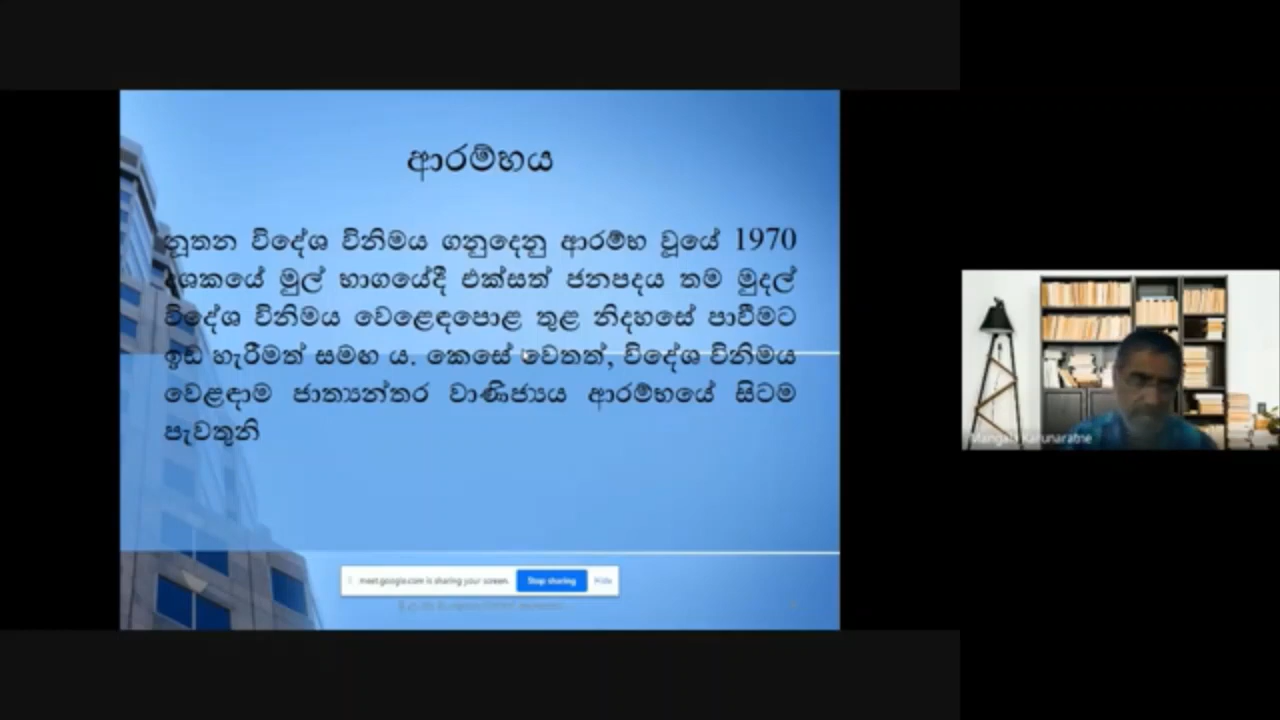 ආරම්භය
නූතන විදේශ විනිමය ගනුදෙනු ආරම්භ වූයේ 1970
දශකයේ මුල් භාගයේදී එක්සත් ජනපදය තම මුදල්
විදේශ විනිමය වෙළෙඳපොළ තුළ නිදහසේ පාවීමට
ඉඩ හැරීමත් සමඟ ය. කෙසේ වෙතත්, විදේශ විනිමය
වෙළඳාම ජාත්‍යන්තර වාණිජ්‍යය ආරම්භයේ සිටම
පැවතුනි
meet.google.com is sharing your screen. Stop sharing Hide
Mangala Karunaratne